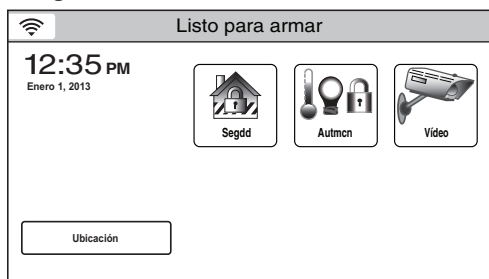 Listo para armar
12:35 PM
Enero 1, 2013
Segdd
Autmcn
Vídeo
Ubicación